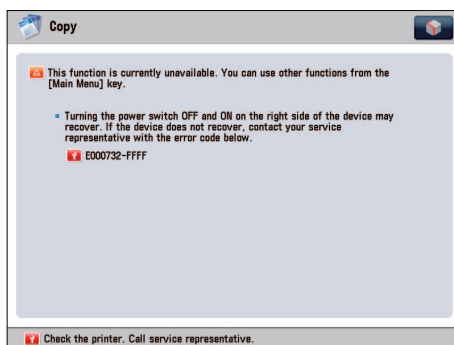 Copy
This function is currently unavailable. You can use other functions from the
[Main Menu] key.
Turning the power switch OFF and ON on the right side of the device may
recover. If the device does not recover, contact your service
representative with the error code below.
E000732-FFFF
Check the printer. Call service representative.